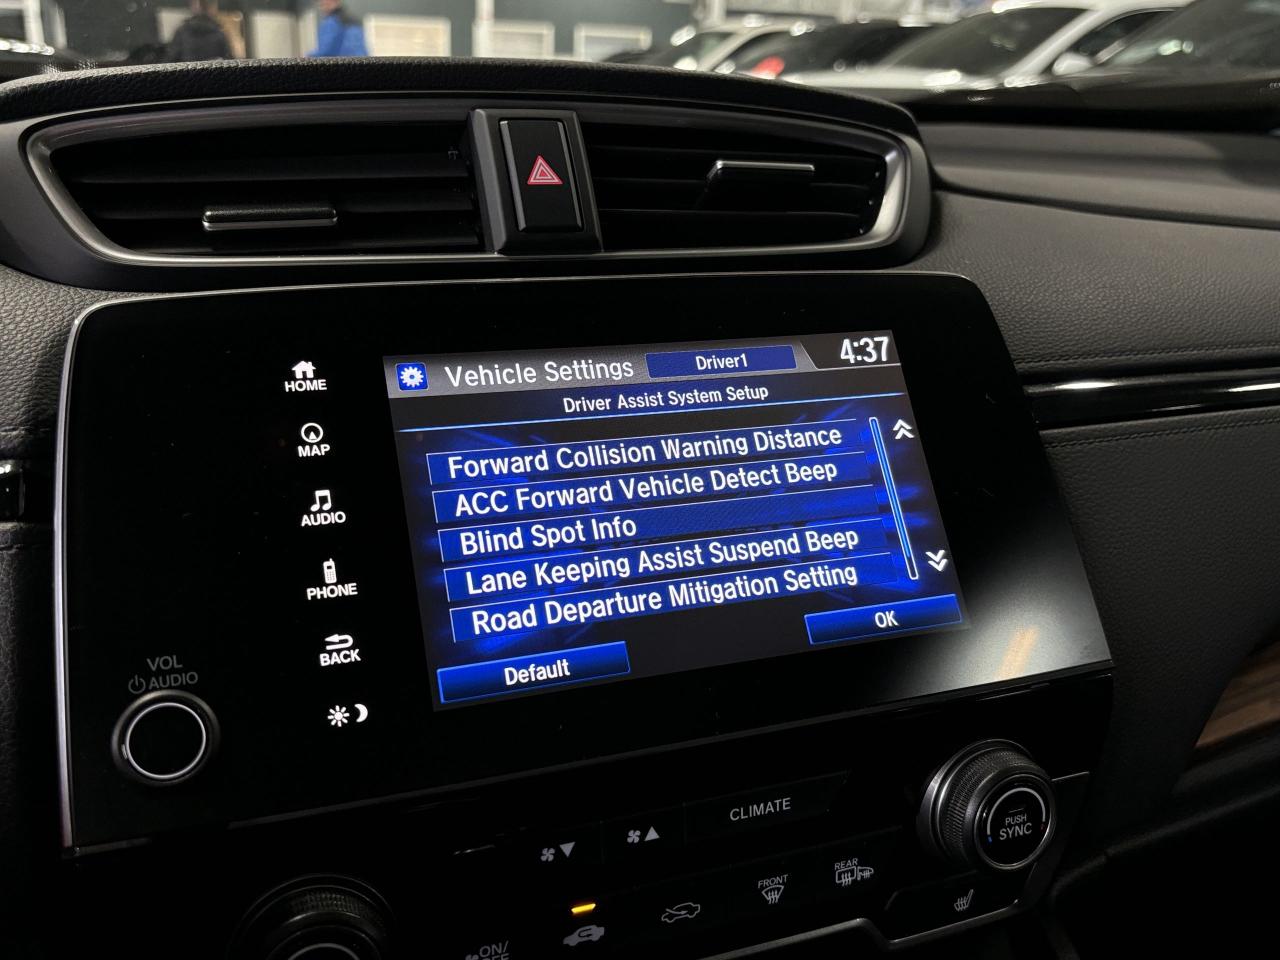 Vehicle Settings
Driver1
4:37
Driver Assist System Setup
Forward Collision Warning Distance
ACC Forward Vehicle Detect Beep
Blind Spot Info
Lane Keeping Assist Suspend Beep
Road Departure Mitigation Setting
Default
OK
HOME
MAP
AUDIO
PHONE
BACK
VOL
AUDIO
CLIMATE
PUSH
SYNC
FRONT
REAR
ON/